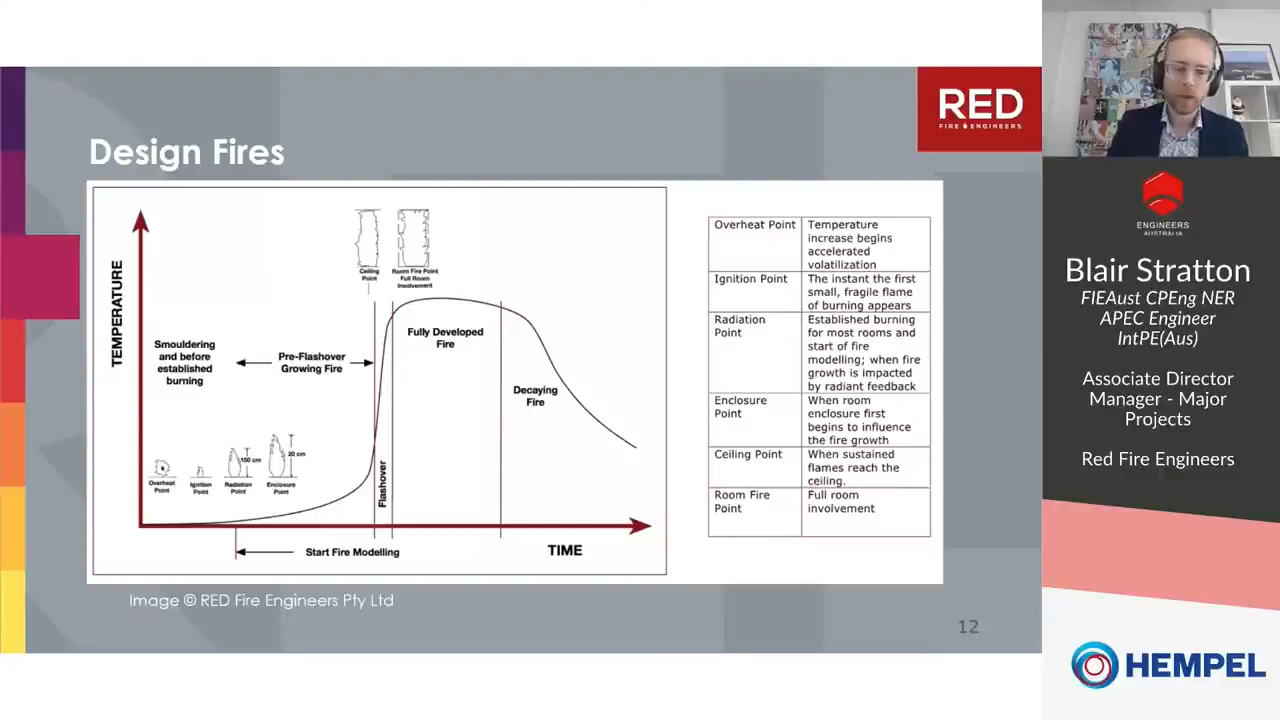 RED
FIRE ENGINEERS
Design Fires
TEMPERATURE
Ceiling
Point
Room Fire Point
Full Room
Involvement
Smouldering
and before
established
burning
Pre-Flashover
Growing Fire
Fully Developed
Fire
Decaying
Fire
150 cm
20 cm
Overheat
Point
Ignition
Point
Radiation
Point
Enclosure
Point
Flashover
Start Fire Modelling
TIME
Overheat Point
Temperature
increase begins
accelerated
volatilization
Ignition Point
The instant the first
small, fragile flame
of burning appears
Radiation
Point
Established burning
for most rooms and
start of fire
modelling; when fire
growth is impacted
by radiant feedback
Enclosure
Point
When room
enclosure first
begins to influence
the fire growth
Ceiling Point
When sustained
flames reach the
ceiling.
Room Fire
Point
Full room
involvement
Image © RED Fire Engineers Pty Ltd
12
ENGINEERS
AUSTRALIA
Blair Stratton
FIEAust CPEng NER
APEC Engineer
IntPE(Aus)
Associate Director
Manager - Major
Projects
Red Fire Engineers
HEMPEL